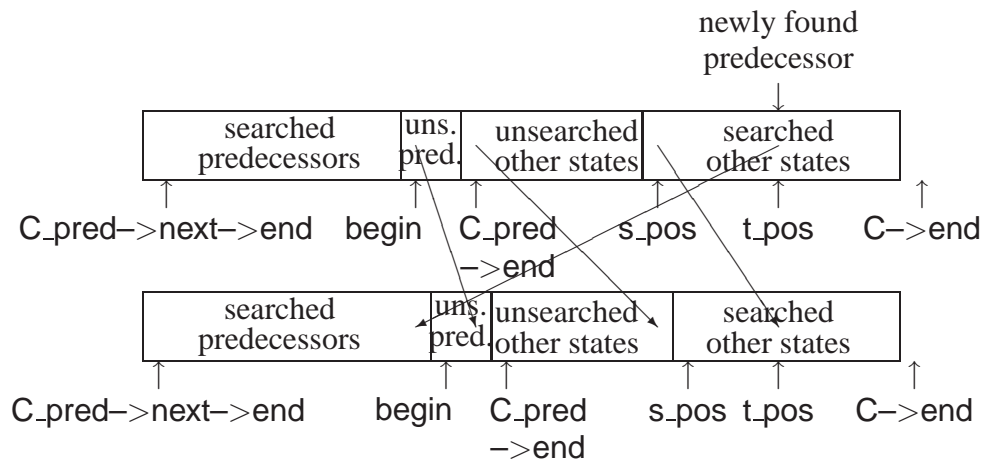 newly found
predecessor
searched predecessors
uns. pred.
unsearched other states
searched other states
C_pred–>next–>end
begin
C_pred –>end
s_pos
t_pos
C–>end
searched predecessors
uns. pred.
unsearched other states
searched other states
C_pred–>next–>end
begin
C_pred –>end
s_pos
t_pos
C–>end